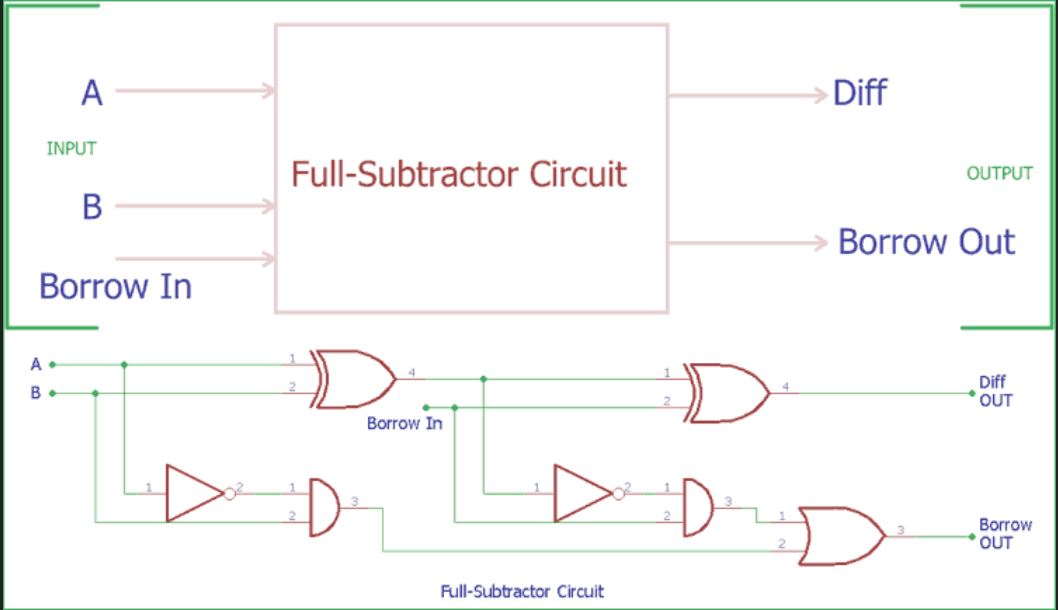 A
Diff
INPUT
Full-Subtractor Circuit
OUTPUT
B
Borrow Out
Borrow In
A
1
4
1
B
2
2
4
Diff
OUT
Borrow In
1
2
1
3
2
1
2
1
3
2
1
2
3
Borrow
OUT
Full-Subtractor Circuit